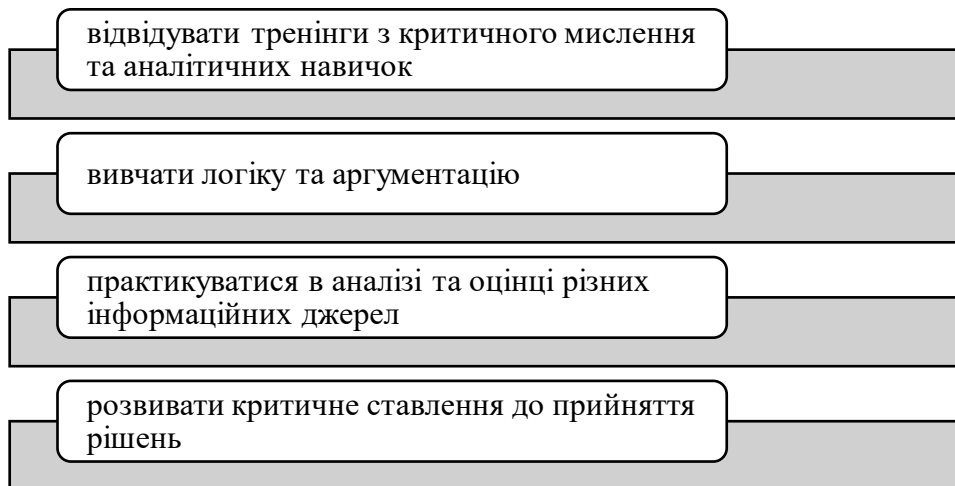 відвідувати тренінги з критичного мислення
та аналітичних навичок
вивчати логіку та аргументацію
практикуватися в аналізі та оцінці різних
інформаційних джерел
розвивати критичне ставлення до прийняття
рішень